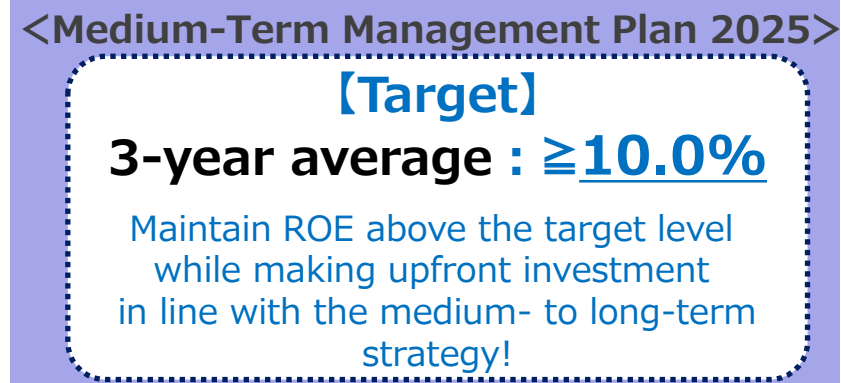 ＜Medium-Term Management Plan 2025＞
【Target】
3-year average : ≧10.0%
Maintain ROE above the target level
while making upfront investment
in line with the medium- to long-term
strategy!